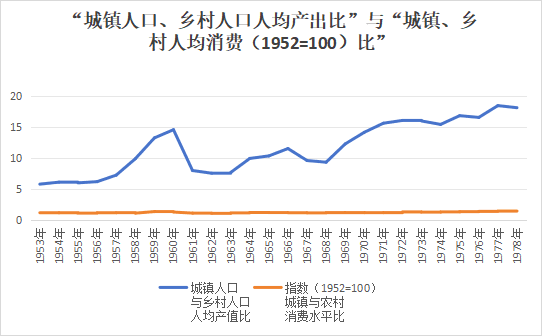 “城镇人口、乡村人口人均产出比”与“城镇、乡
村人均消费（1952=100）比”
20
15
10
5
0
1953年
1954年
1955年
1956年
1957年
1958年
1959年
1960年
1961年
1962年
1963年
1964年
1965年
1966年
1967年
1968年
1969年
1970年
1971年
1972年
1973年
1974年
1975年
1976年
1977年
1978年
城镇人口
与乡村人口
人均产值比
指数（1952=100）
城镇与农村
消费水平比